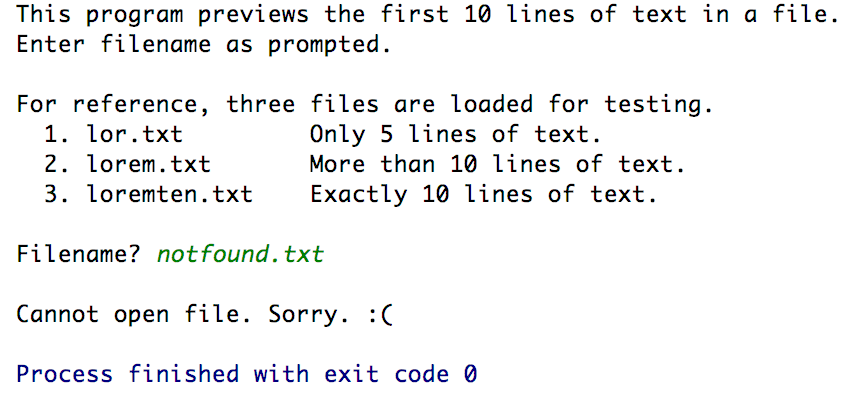 This program previews the first 10 lines of text in a file.
Enter filename as prompted.
For reference, three files are loaded for testing.
1. lor.txt Only 5 lines of text.
2. lorem.txt More than 10 lines of text.
3. loremten.txt Exactly 10 lines of text.
Filename? notfound.txt
Cannot open file. Sorry. :(
Process finished with exit code 0